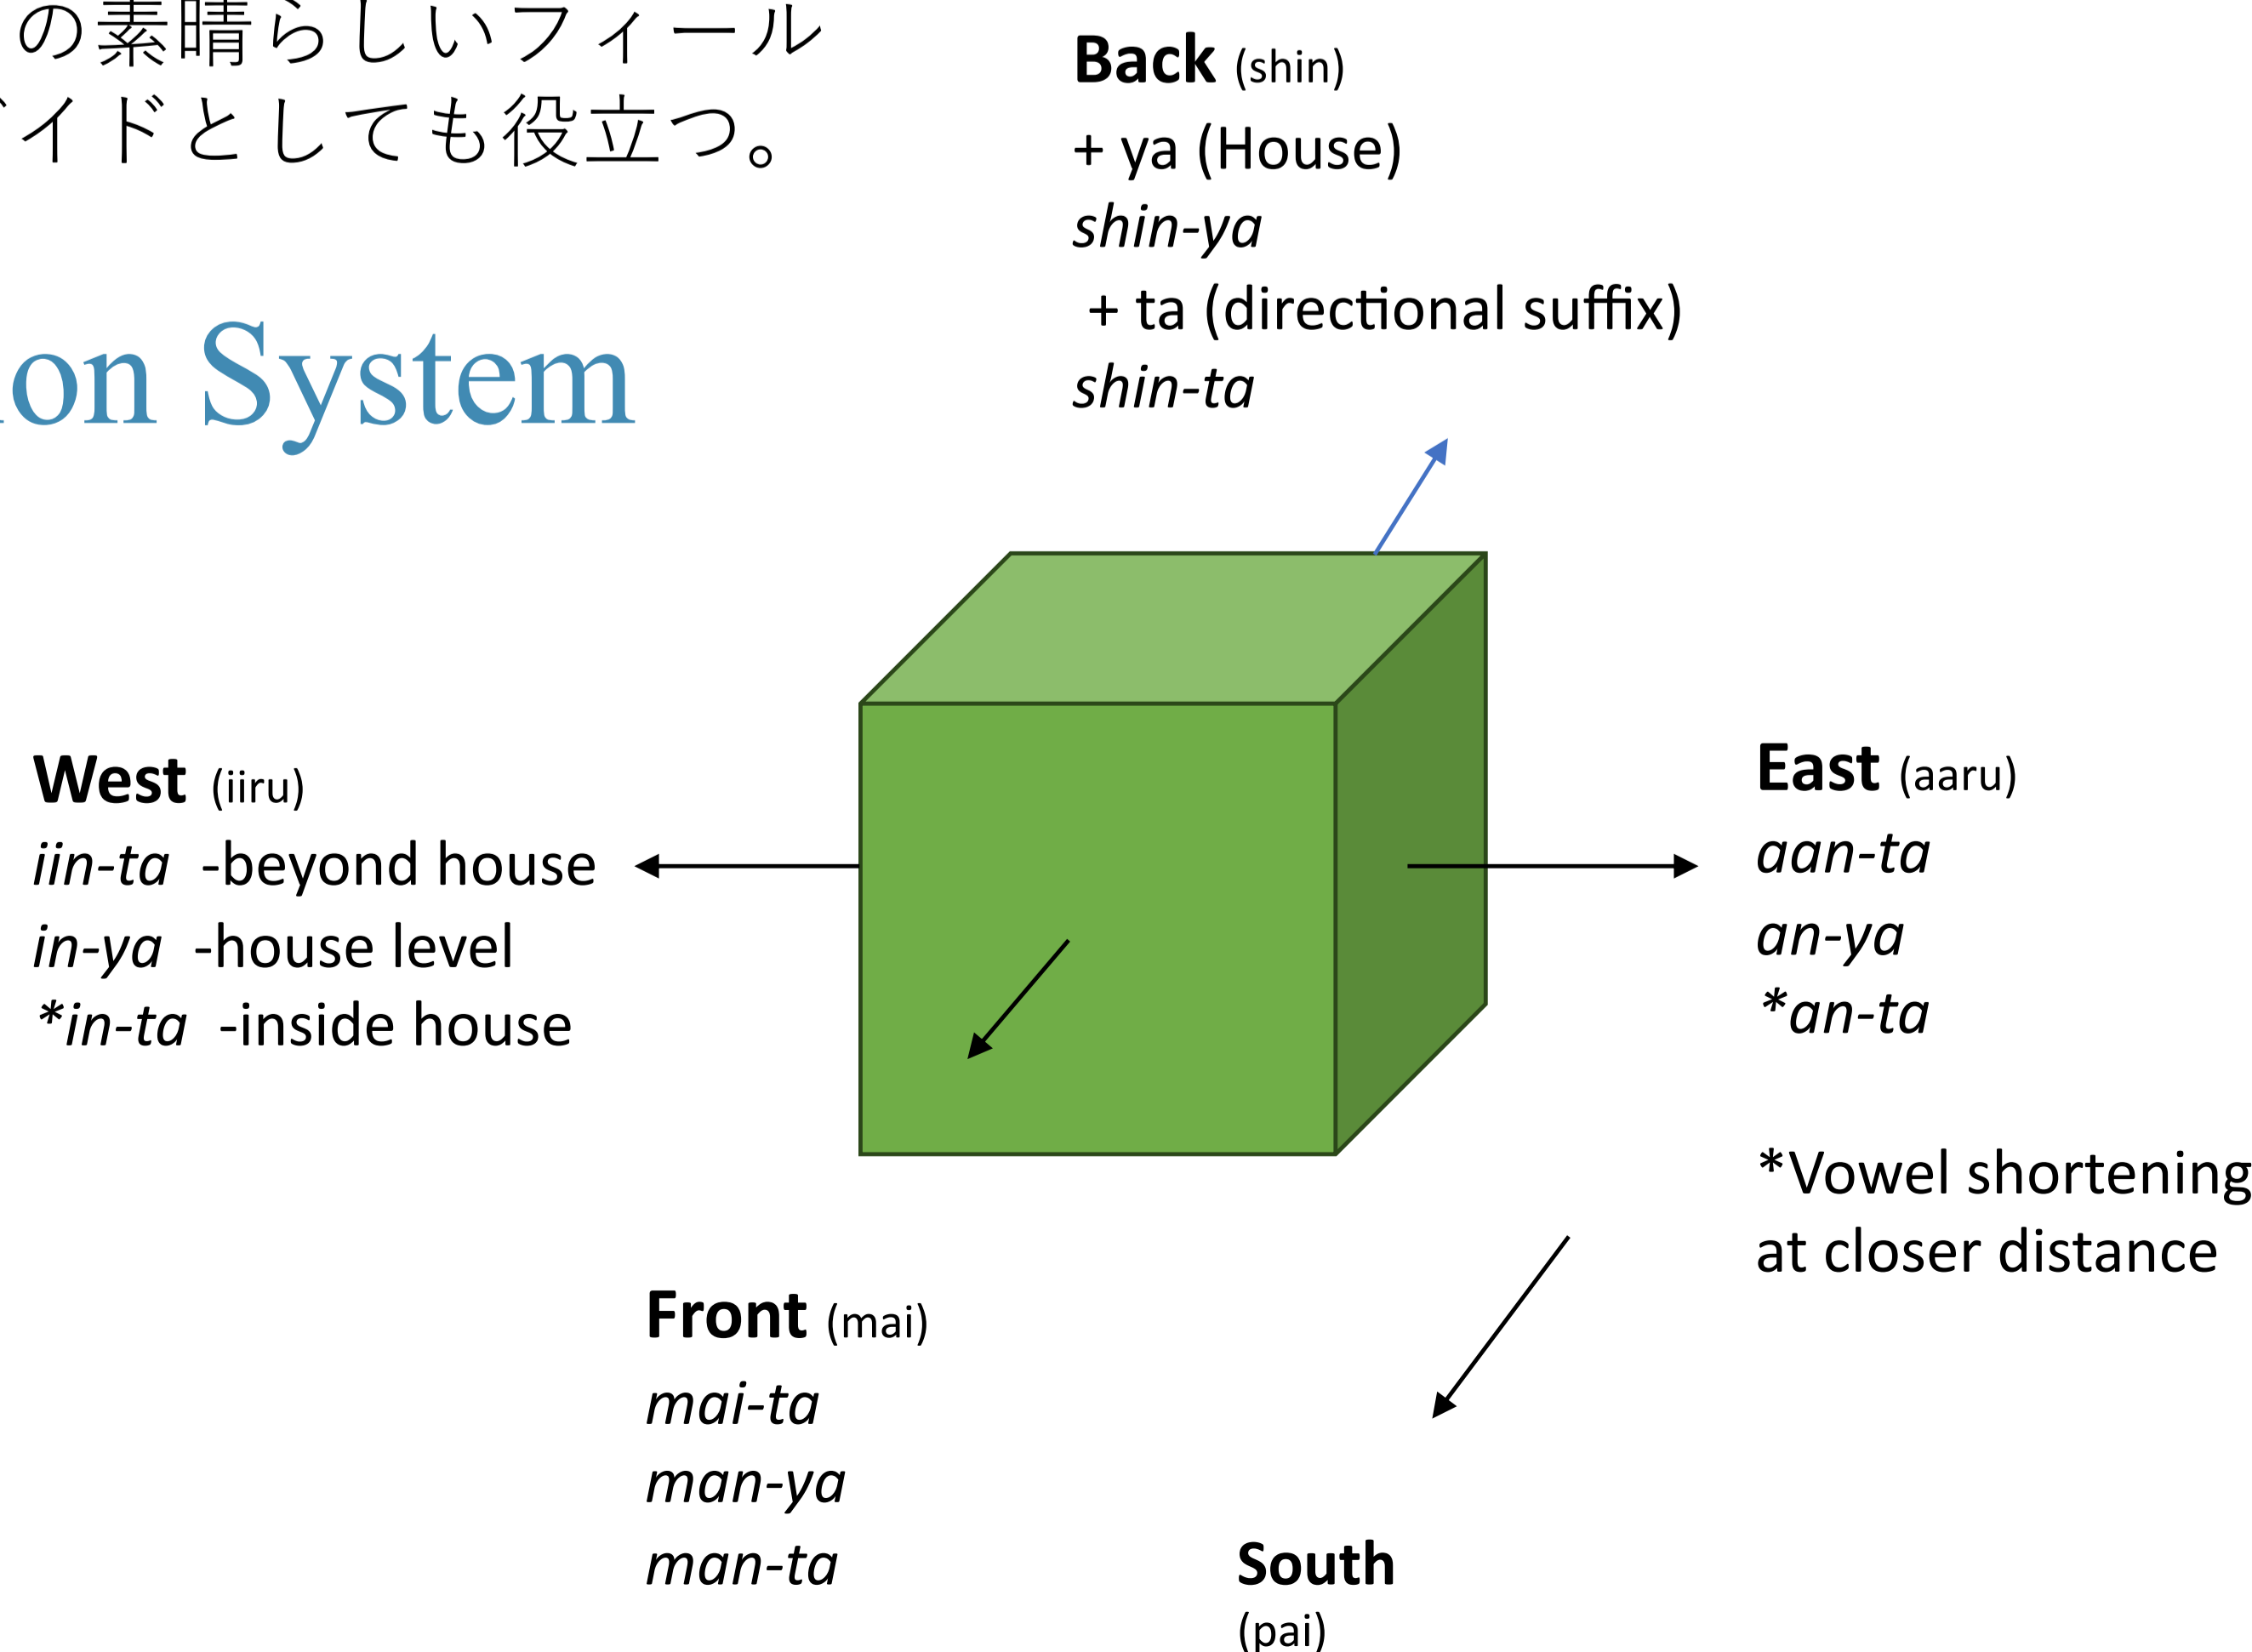 の素晴らしいフィール
イドとしても役立つ。
on System
Back (shin)
+ ya (House)
shin-ya
+ ta (directional suffix)
shin-ta
West (iiru)
iin-ta -beyond house
in-ya -house level
*in-ta -inside house
East (aaru)
aan-ta
an-ya
*an-ta
*Vowel shortening
at closer distance
Front (mai)
mai-ta
man-ya
man-ta
South
(pai)